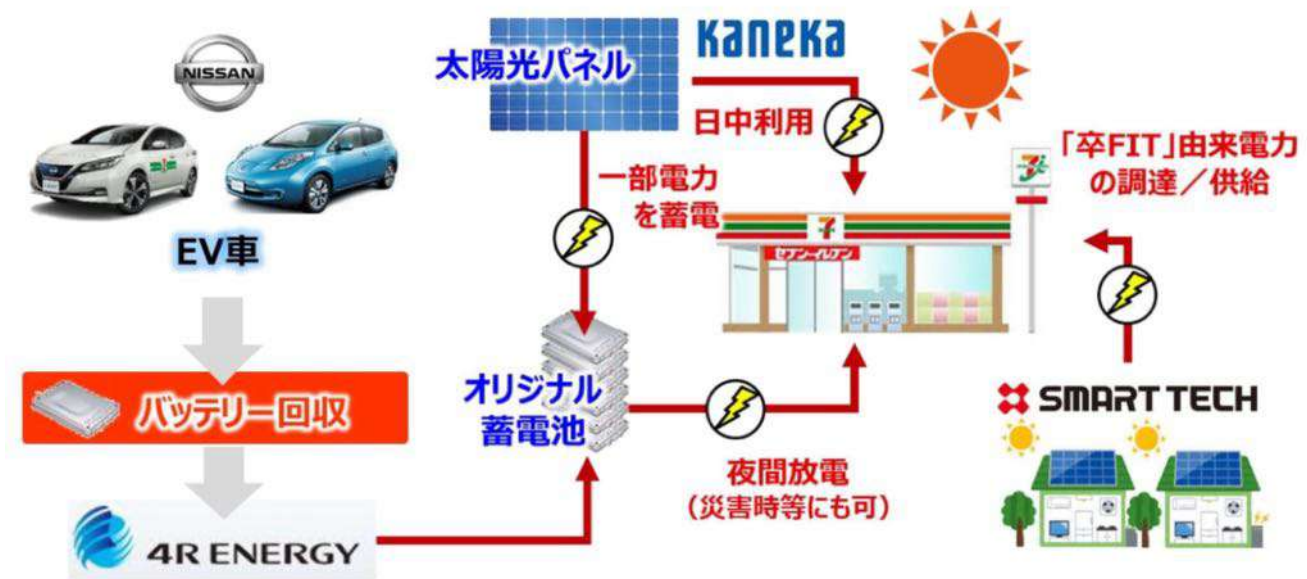 NISSAN
EV車
バッテリー回収
4R ENERGY
太陽光パネル
Kaneka
日中利用
一部電力
を蓄電
オリジナル
蓄電池
夜間放電
(災害時等にも可)
7
セブン-イレブン
7
「卒FIT」由来電力
の調達/供給
SMART TECH